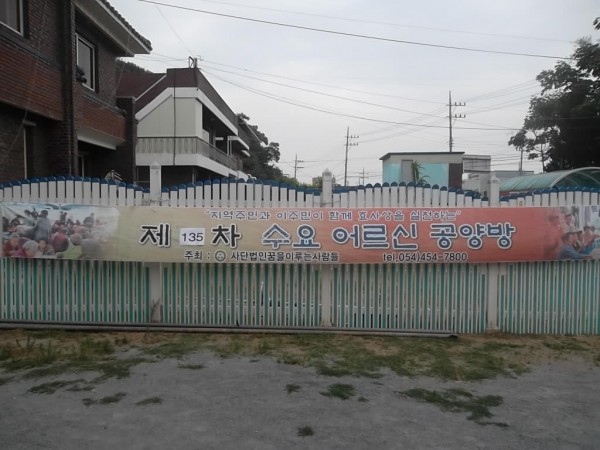 "지역주민과 이주민이 함께 효사상을 실천하는"
제 135 차 수요 어르신 공양방
주최 : 사단법인꿈을이루는사람들 tel.054)454-7800